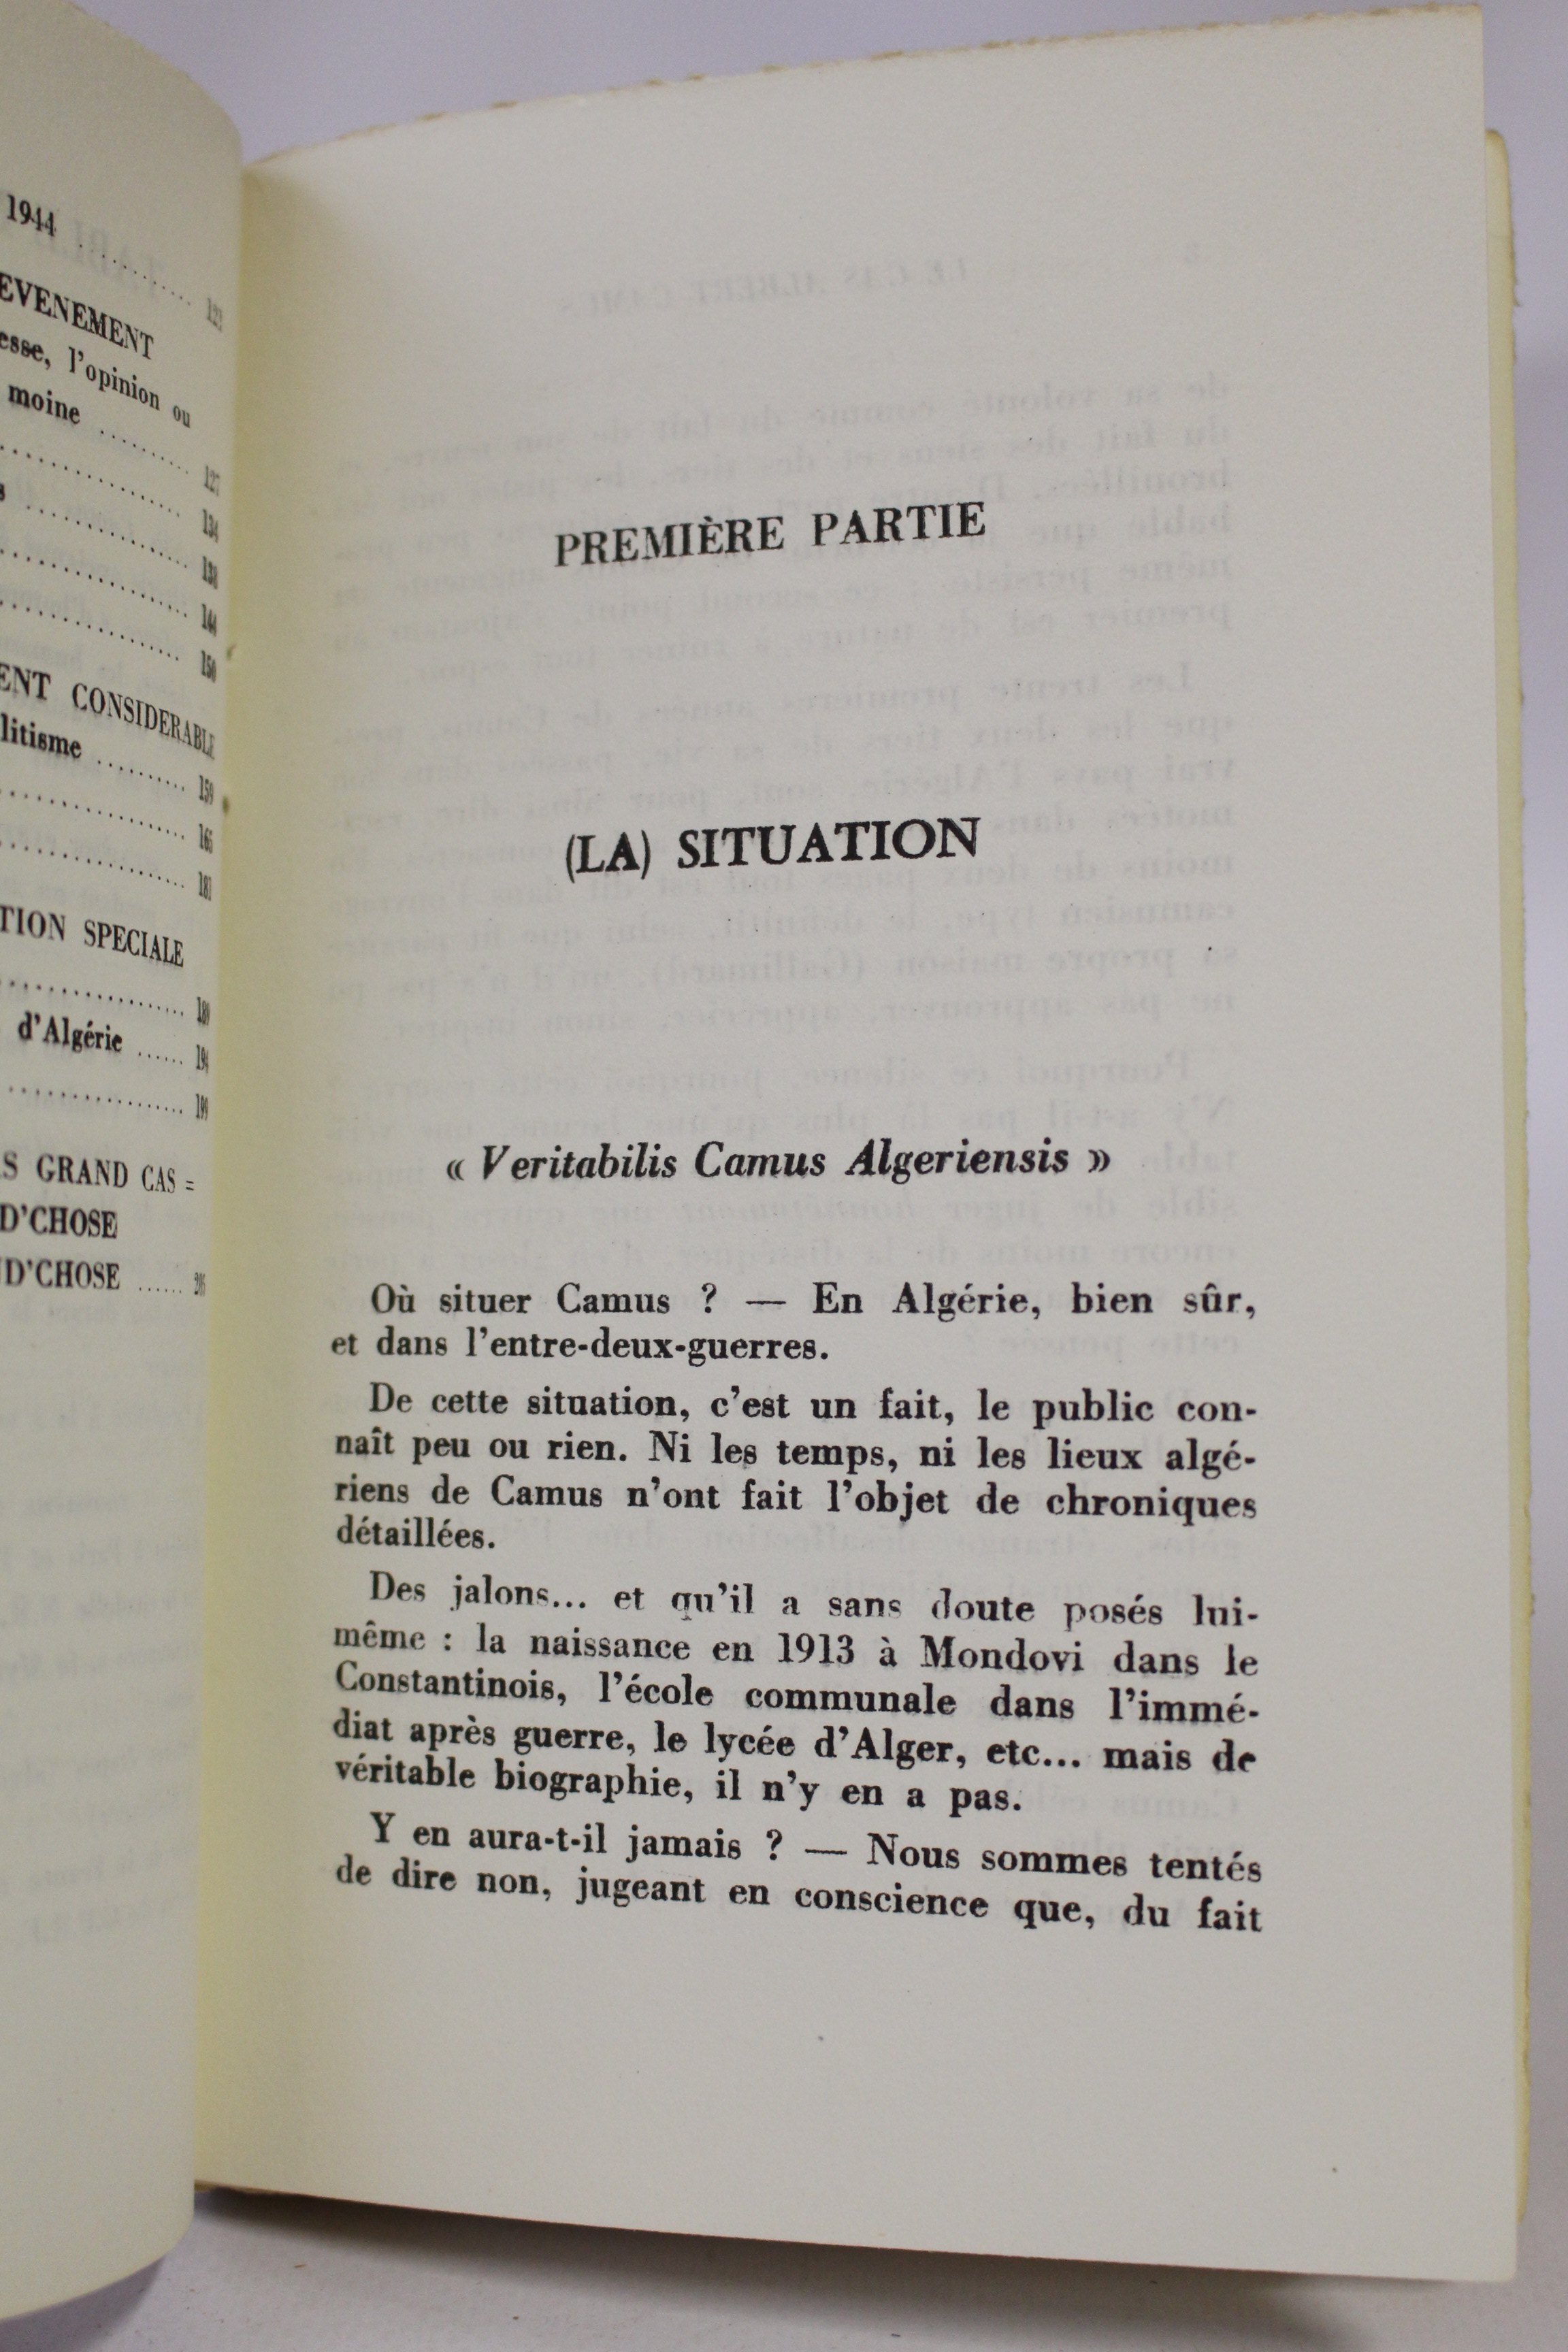 1944
EVENEMENT
esse, l'opinion ou
moine .......... 127
134
138
144
150
ENT CONSIDERABLE
litisme ......... 159
165
181
TION SPECIALE
189
d'Algérie ...... 194
199
S GRAND CAS =
D'CHOSE
D'CHOSE ......
PREMIÈRE PARTIE
(LA) SITUATION
« Veritabilis Camus Algeriensis »
Où situer Camus ? — En Algérie, bien sûr,
et dans l'entre-deux-guerres.
De cette situation, c'est un fait, le public con-
naît peu ou rien. Ni les temps, ni les lieux algé-
riens de Camus n'ont fait l'objet de chroniques
détaillées.
Des jalons... et qu'il a sans doute posés lui-
même : la naissance en 1913 à Mondovi dans le
Constantinois, l'école communale dans l'immé-
diat après guerre, le lycée d'Alger, etc... mais de
véritable biographie, il n'y en a pas.
Y en aura-t-il jamais ? — Nous sommes tentés
de dire non, jugeant en conscience que, du fait